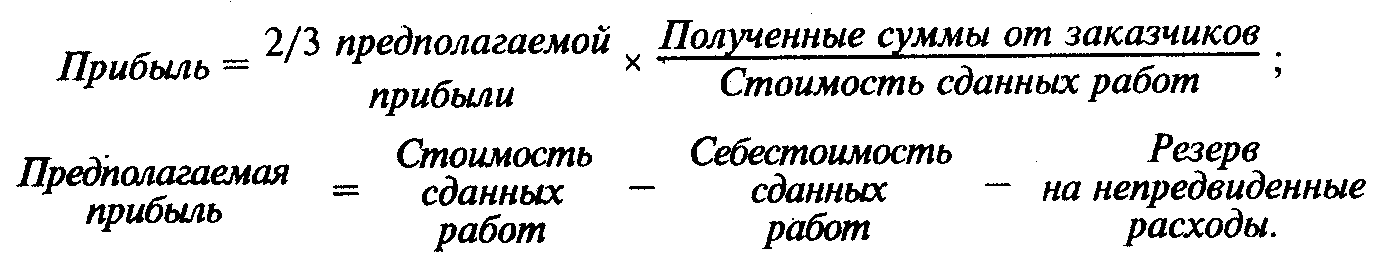 Прибыль = 2/3 предполагаемой прибыли × Полученные суммы от заказчиков / Стоимость сданных работ ;
Предполагаемая прибыль = Стоимость сданных работ − Себестоимость сданных работ − Резерв на непредвиденные расходы.